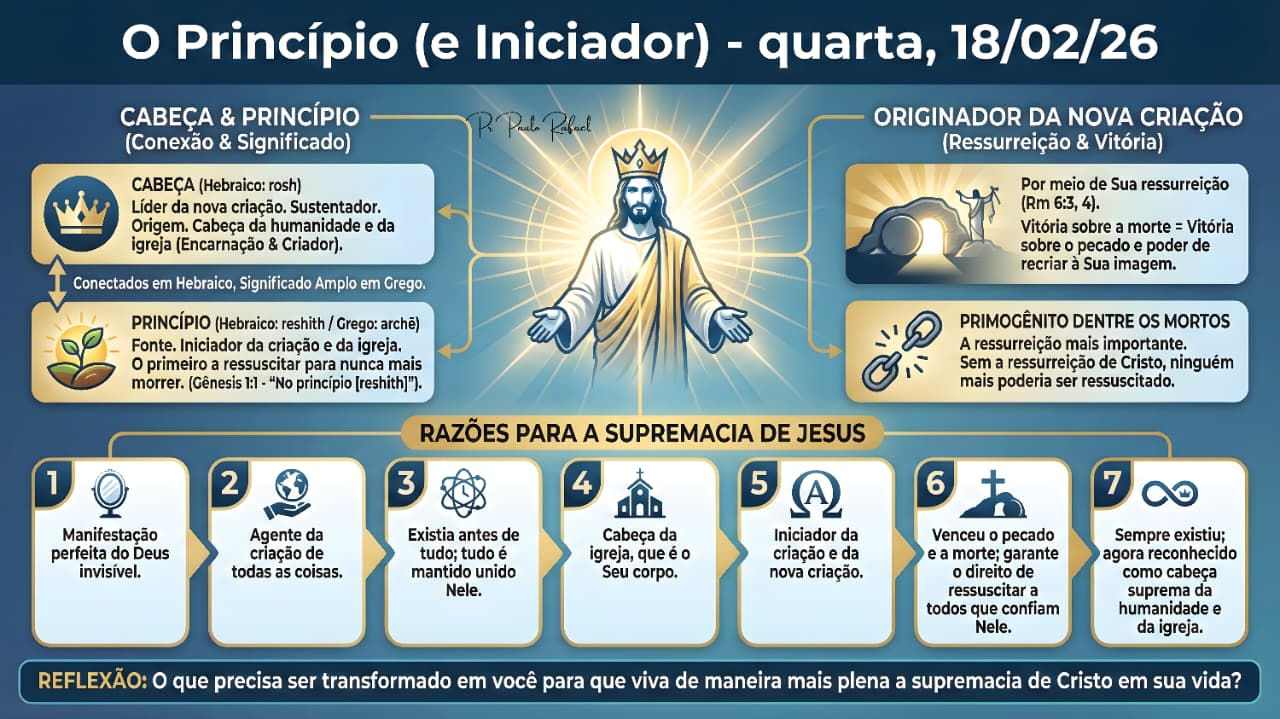 O Princípio (e Iniciador) - quarta, 18/02/26
Pr Paulo Rafael
CABEÇA & PRINCÍPIO
(Conexão & Significado)
CABEÇA (Hebraico: rosh)
Líder da nova criação. Sustentador.
Origem. Cabeça da humanidade e da
igreja (Encarnação & Criador).
Conectados em Hebraico, Significado Amplo em Grego.
PRINCÍPIO (Hebraico: reshith / Grego: archē)
Fonte. Iniciador da criação e da igreja.
O primeiro a ressuscitar para nunca mais
morrer. (Gênesis 1:1 - “No princípio [reshith]”).
ORIGINADOR DA NOVA CRIAÇÃO
(Ressurreição & Vitória)
Por meio de Sua ressurreição
(Rm 6:3, 4).
Vitória sobre a morte = Vitória
sobre o pecado e poder de
recriar à Sua imagem.
PRIMOGÊNITO DENTRE OS MORTOS
A ressurreição mais importante.
Sem a ressurreição de Cristo, ninguém
mais poderia ser ressuscitado.
RAZÕES PARA A SUPREMACIA DE JESUS
1
Manifestação
perfeita do Deus
invisível.
2
Agente da
criação de
todas as coisas.
3
Existia antes de
tudo; tudo é
mantido unido
Nele.
4
Cabeça da
igreja, que é o
Seu corpo.
5
ΑΩ
Iniciador da
criação e da
nova criação.
6
Venceu o pecado
e a morte; garante
o direito de
ressuscitar a
todos que confiam
Nele.
7
Sempre existiu;
agora reconhecido
como cabeça
suprema da
humanidade e
da igreja.
REFLEXÃO: O que precisa ser transformado em você para que viva de maneira mais plena a supremacia de Cristo em sua vida?